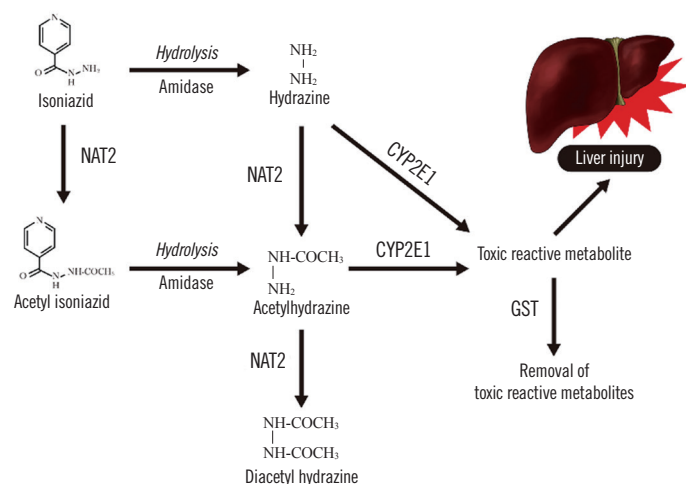 N
O
N
H
NH₂
Isoniazid
Hydrolysis
Amidase
NH₂
NH₂
Hydrazine
Liver injury
NAT2
NAT2
CYP2E1
N
O
N
H
NH-COCH₃
Acetyl isoniazid
Hydrolysis
Amidase
NH-COCH₃
NH₂
Acetylhydrazine
CYP2E1
Toxic reactive metabolite
NAT2
GST
Removal of
toxic reactive metabolites
NH-COCH₃
NH-COCH₃
Diacetyl hydrazine